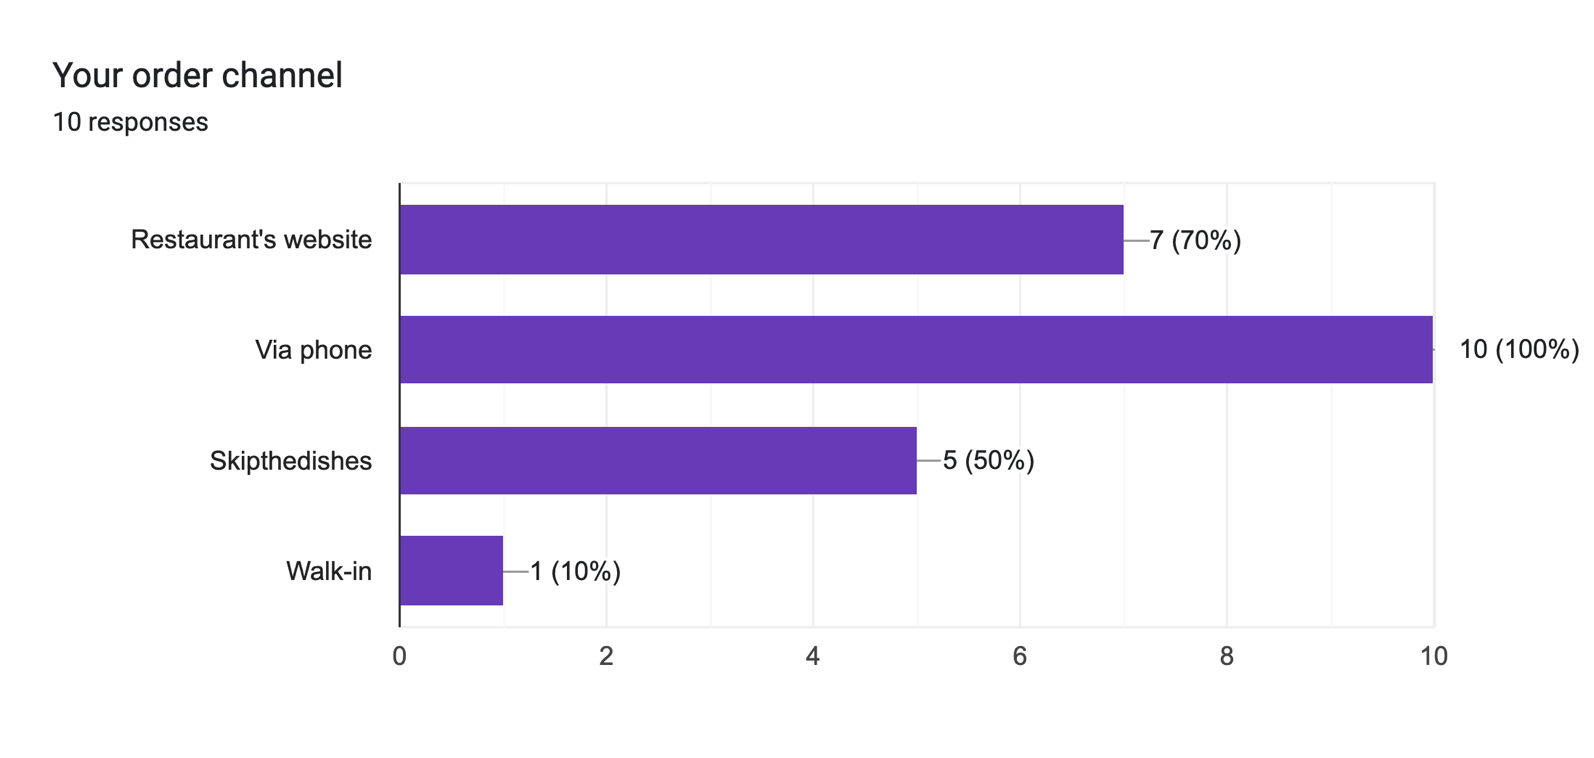 Your order channel
10 responses
Restaurant's website
7 (70%)
Via phone
10 (100%)
Skipthedishes
5 (50%)
Walk-in
1 (10%)
0 2 4 6 8 10